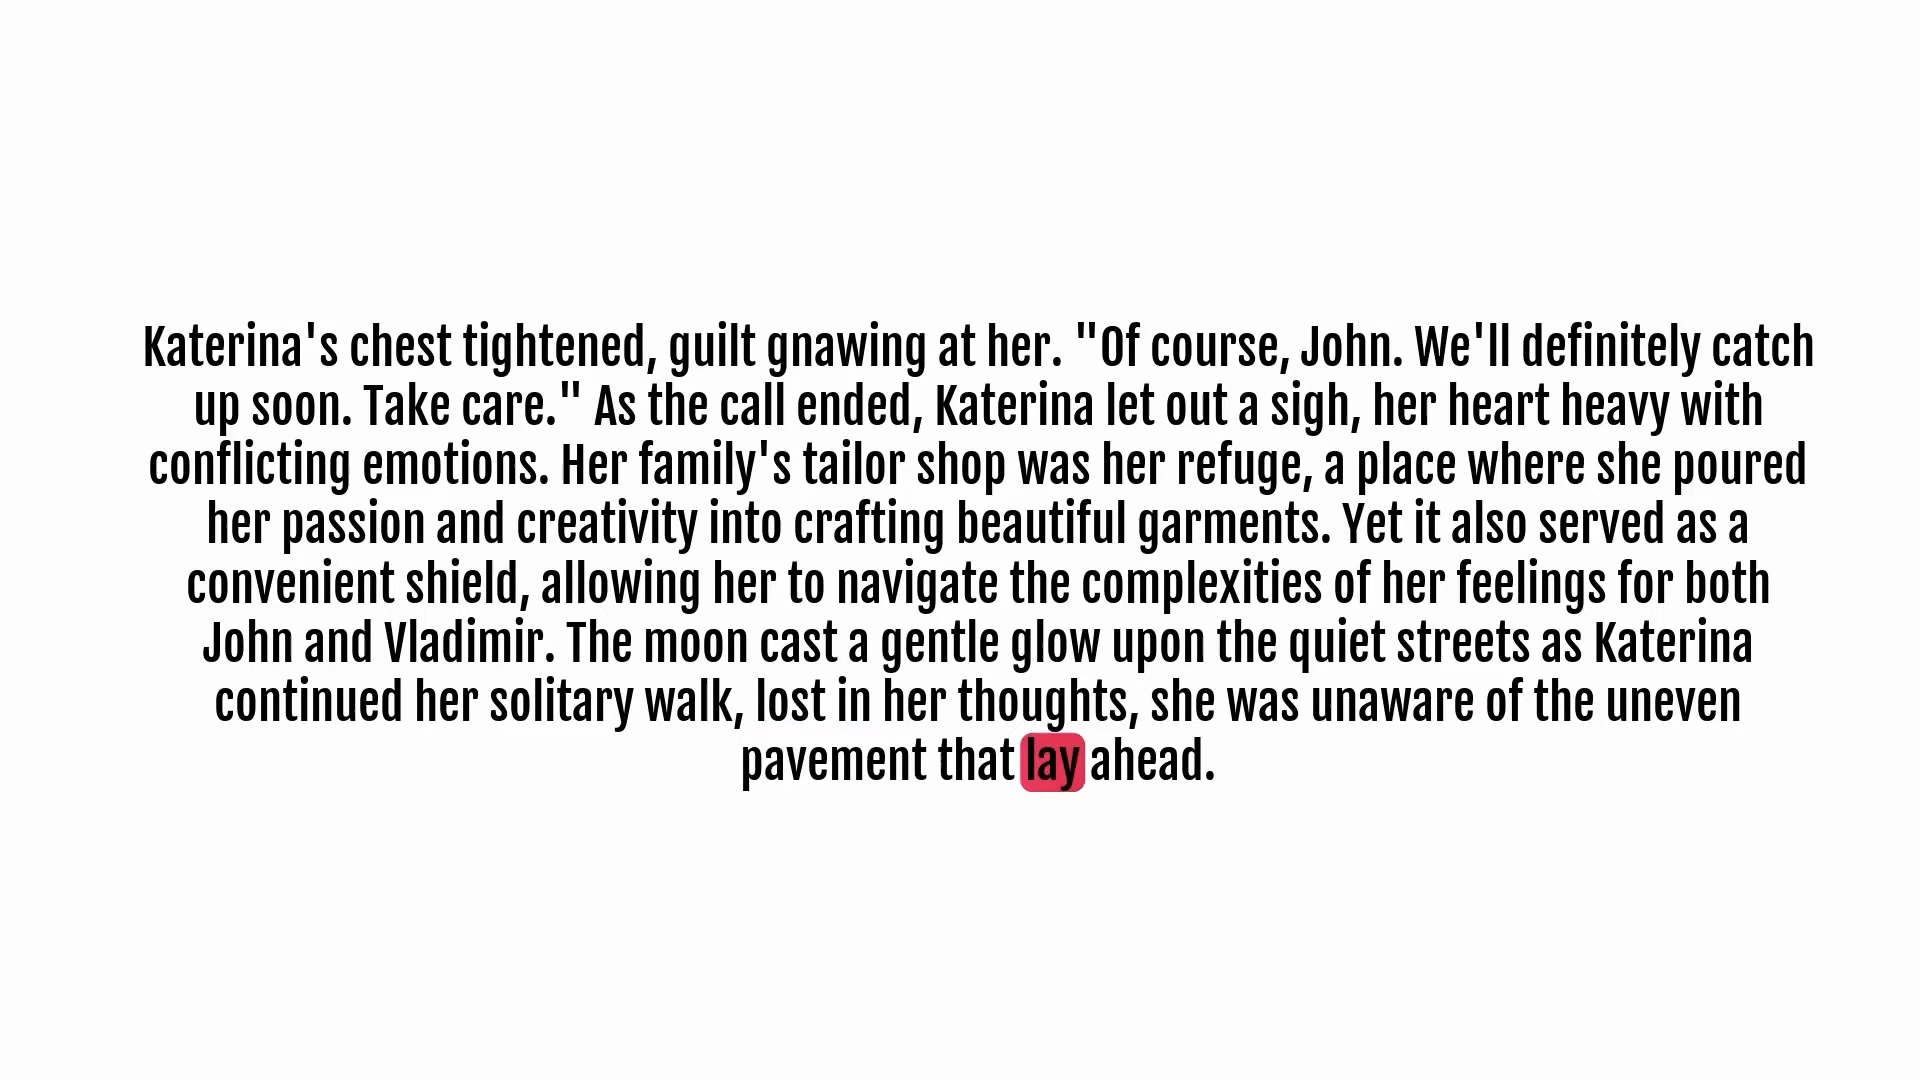 Katerina's chest tightened, guilt gnawing at her. "Of course, John. We'll definitely catch
up soon. Take care." As the call ended, Katerina let out a sigh, her heart heavy with
conflicting emotions. Her family's tailor shop was her refuge, a place where she poured
her passion and creativity into crafting beautiful garments. Yet it also served as a
convenient shield, allowing her to navigate the complexities of her feelings for both
John and Vladimir. The moon cast a gentle glow upon the quiet streets as Katerina
continued her solitary walk, lost in her thoughts, she was unaware of the uneven
pavement that lay ahead.